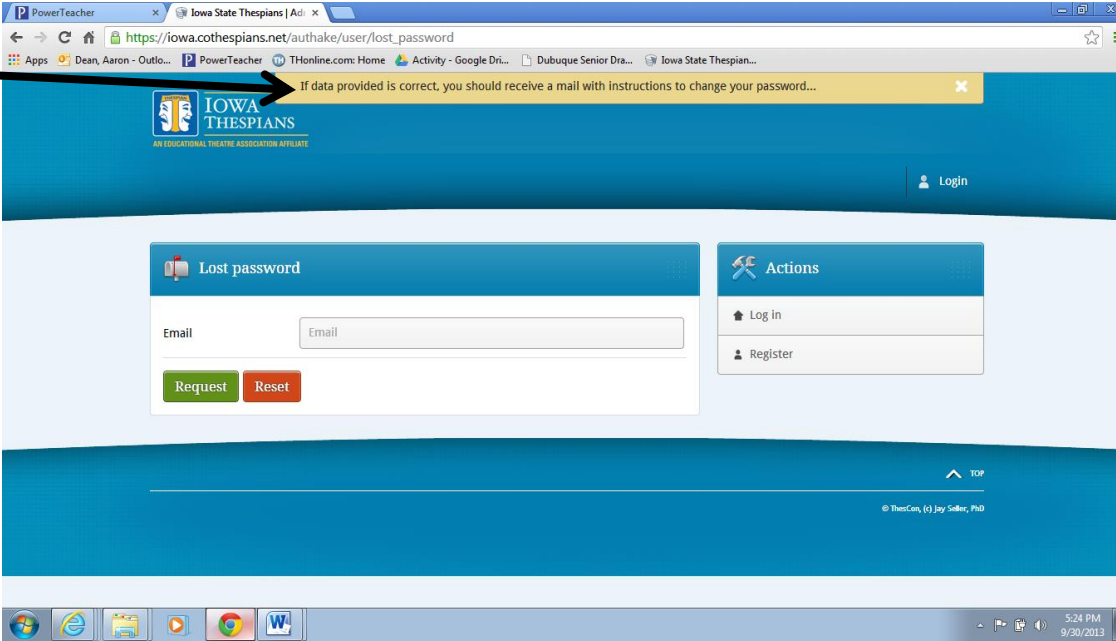 PowerTeacher
Iowa State Thespians | Adi
https://iowa.cothespians.net/authake/user/lost_password
Apps Dean, Aaron - Outlo... PowerTeacher THonline.com: Home Activity - Google Dri... Dubuque Senior Dra... Iowa State Thespian...
If data provided is correct, you should receive a mail with instructions to change your password...
IOWA
THESPIANS
AN EDUCATIONAL THEATRE ASSOCIATION AFFILIATE
Login
Lost password
Actions
Email Email
Log in
Register
Request Reset
TOP
© ThesCon, (c) Jay Seller, PhD
5:24 PM
9/30/2013